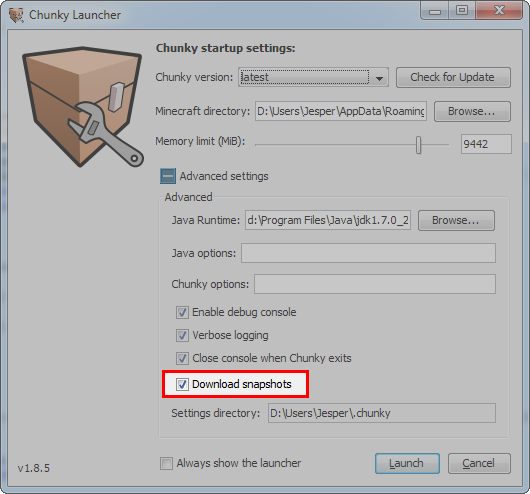 Chunky Launcher
Chunky startup settings:
Chunky version: latest Check for Update
Minecraft directory: D:\Users\Jesper\AppData\Roaming Browse...
Memory limit (MiB): 9442
Advanced settings
Advanced
Java Runtime: d:\Program Files\Java\jdk1.7.0_2 Browse...
Java options:
Chunky options:
Enable debug console
Verbose logging
Close console when Chunky exits
Download snapshots
Settings directory: D:\Users\Jesper\.chunky
v1.8.5 Always show the launcher Launch Cancel